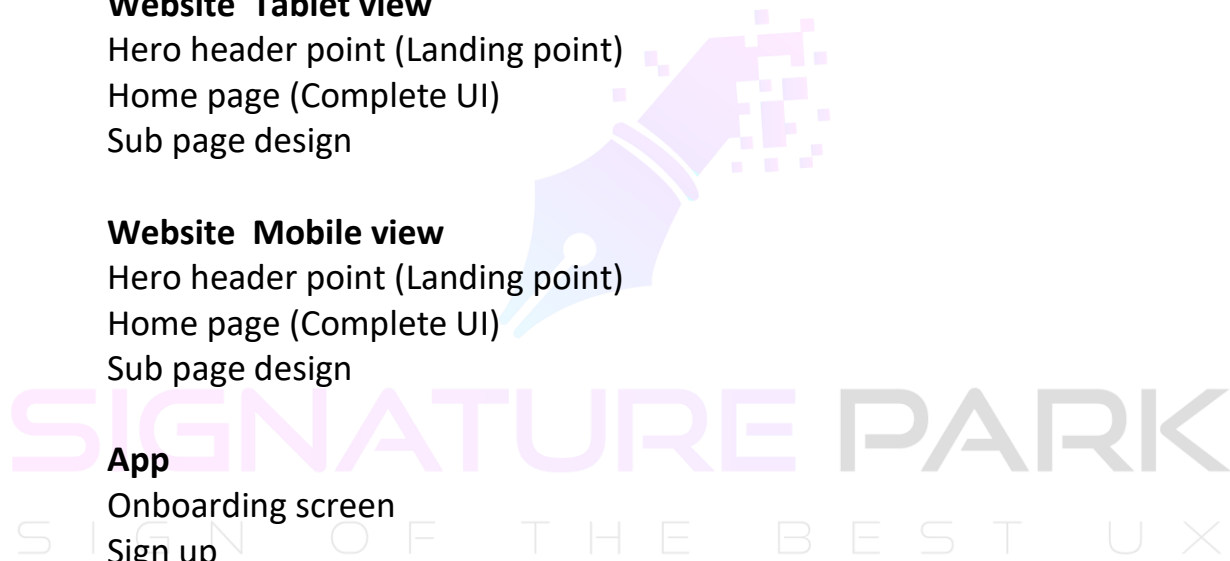 Website  Tablet view
Hero header point (Landing point)
Home page (Complete UI)
Sub page design
Website  Mobile view
Hero header point (Landing point)
Home page (Complete UI)
Sub page design
SIGNATURE PARK
App
Onboarding screen
SIGN OF THE BEST UX
Sign up